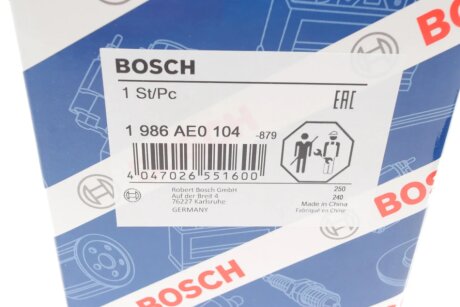 BOSCH
1 St/Pc
EAC
1 986 AE0 104 -879
4 047026 551600
Robert Bosch GmbH
Auf der Breit 4
76227 Karlsruhe
GERMANY
250
240
Made in China
Fabriqué en Chine
BOSCH
BOSCH